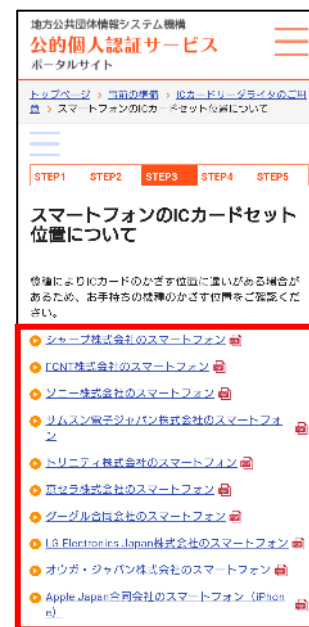 地方公共団体情報システム機構
公的個人認証サービス
ポータルサイト
トップページ > 事前の準備 > ICカードリーダライタのご用
意 > スマートフォンのICカードセット位置について
STEP1 STEP2 STEP3 STEP4 STEP5
スマートフォンのICカードセット
位置について
機種によりICカードのかざす位置に違いがある場合が
あるため、お手持ちの機種のかざす位置をご確認くだ
さい。
シャープ株式会社のスマートフォン
FCNT株式会社のスマートフォン
ソニー株式会社のスマートフォン
サムスン電子ジャパン株式会社のスマートフォ
ン
トリニティ株式会社のスマートフォン
京セラ株式会社のスマートフォン
グーグル合同会社のスマートフォン
LG Electronics Japan株式会社のスマートフォン
オウガ・ジャパン株式会社のスマートフォン
Apple Japan合同会社のスマートフォン（iPhon
e）